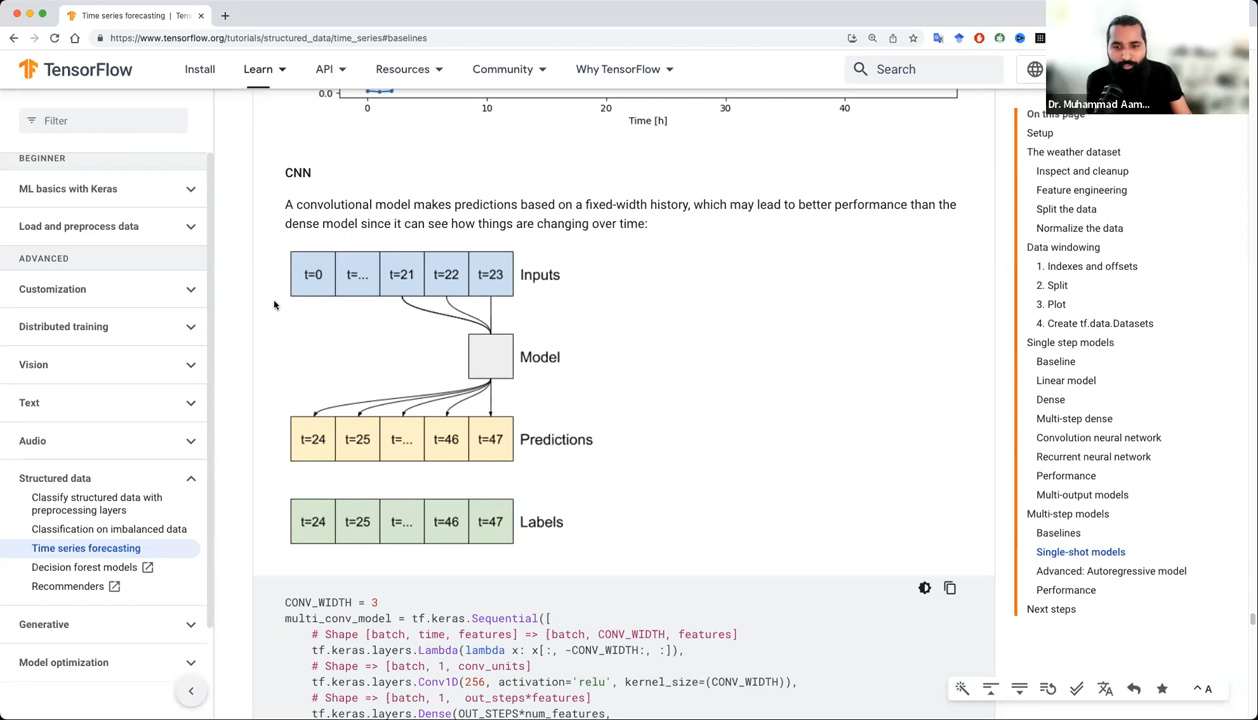 Time series forecasting | Ten
https://www.tensorflow.org/tutorials/structured_data/time_series#baselines
TensorFlow
Install
Learn
API
Resources
Community
Why TensorFlow
Search
Dr. Muhammad Aam...
Filter
BEGINNER
ML basics with Keras
Load and preprocess data
ADVANCED
Customization
Distributed training
Vision
Text
Audio
Structured data
Classify structured data with
preprocessing layers
Classification on imbalanced data
Time series forecasting
Decision forest models
Recommenders
Generative
Model optimization
0.0
0 10 20 30 40
Time [h]
CNN
A convolutional model makes predictions based on a fixed-width history, which may lead to better performance than the
dense model since it can see how things are changing over time:
t=0 t=... t=21 t=22 t=23 Inputs
Model
t=24 t=25 t=... t=46 t=47 Predictions
t=24 t=25 t=... t=46 t=47 Labels
CONV_WIDTH = 3
multi_conv_model = tf.keras.Sequential([
# Shape [batch, time, features] => [batch, CONV_WIDTH, features]
tf.keras.layers.Lambda(lambda x: x[:, -CONV_WIDTH:, :]),
# Shape => [batch, 1, conv_units]
tf.keras.layers.Conv1D(256, activation='relu', kernel_size=(CONV_WIDTH)),
# Shape => [batch, 1, out_steps*features]
tf.keras.layers.Dense(OUT_STEPS*num_features,
On this page
Setup
The weather dataset
Inspect and cleanup
Feature engineering
Split the data
Normalize the data
Data windowing
1. Indexes and offsets
2. Split
3. Plot
4. Create tf.data.Datasets
Single step models
Baseline
Linear model
Dense
Multi-step dense
Convolution neural network
Recurrent neural network
Performance
Multi-output models
Multi-step models
Baselines
Single-shot models
Advanced: Autoregressive model
Performance
Next steps
A